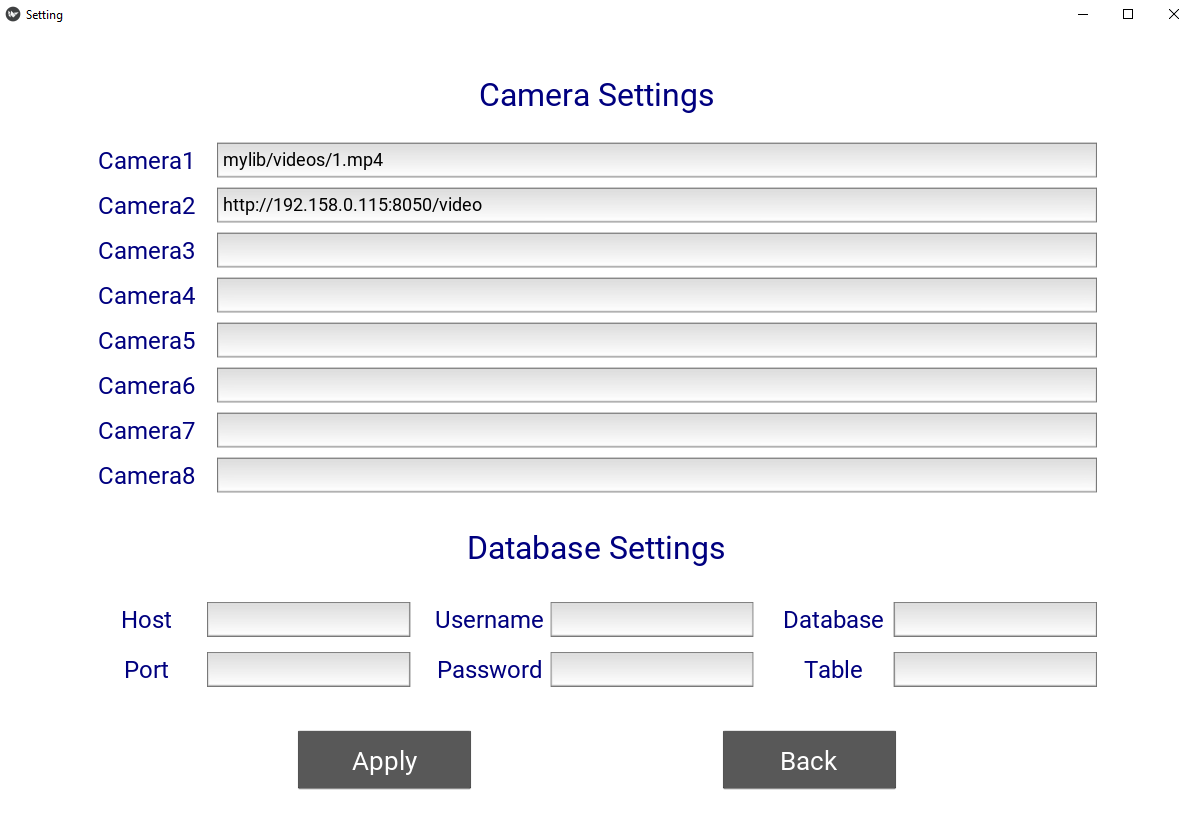 Setting
Camera Settings
Camera1 mylib/videos/1.mp4
Camera2 http://192.158.0.115:8050/video
Camera3
Camera4
Camera5
Camera6
Camera7
Camera8
Database Settings
Host Username Database
Port Password Table
Apply Back